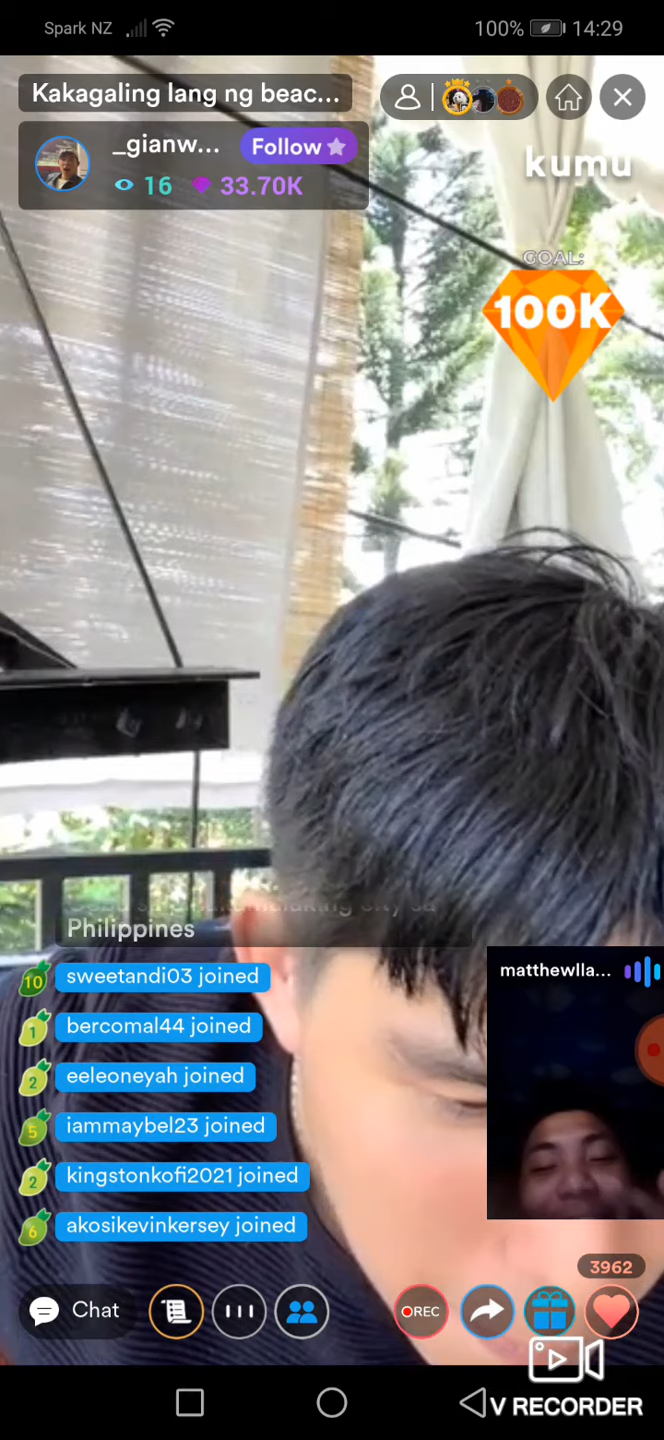 Spark NZ
100%
14:29
Kakagaling lang ng beac...
_gianw...
Follow
16
33.70K
kumu
GOAL:
100K
Philippines
10 sweetandi03 joined
1 bercomal44 joined
2 eeleoneyah joined
5 iammaybel23 joined
2 kingstonkofi2021 joined
6 akosikevinkersey joined
matthewlla...
3962
Chat
REC
V RECORDER